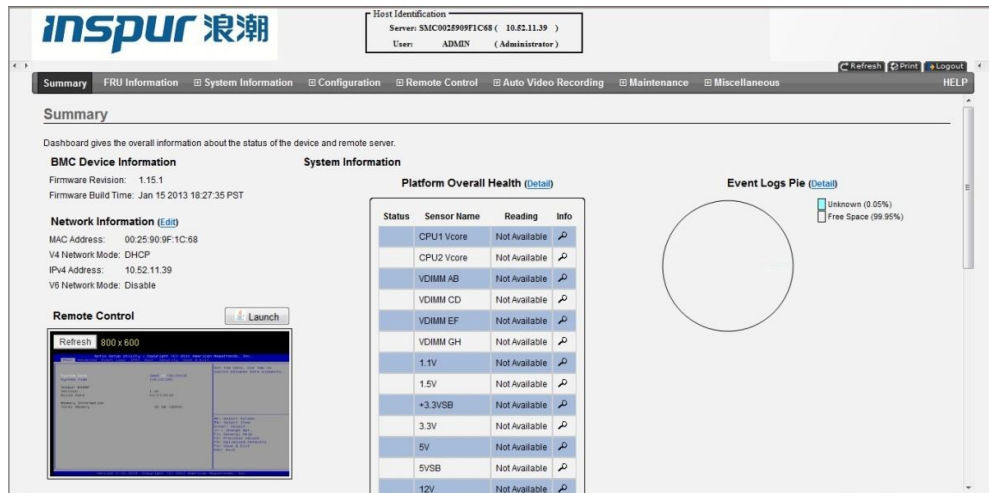 inspur 浪潮
Host Identification
Server: SMC0025909F1C68 ( 10.52.11.39 )
User: ADMIN ( Administrator )
Refresh Print Logout
Summary FRU Information System Information Configuration Remote Control Auto Video Recording Maintenance Miscellaneous HELP
Summary
Dashboard gives the overall information about the status of the device and remote server.
BMC Device Information
Firmware Revision: 1.15.1
Firmware Build Time: Jan 15 2013 18:27:35 PST
Network Information (Edit)
MAC Address: 00:25:90:9F:1C:68
V4 Network Mode: DHCP
IPv4 Address: 10.52.11.39
V6 Network Mode: Disable
Remote Control Launch
Refresh 800 x 600
System Information
Platform Overall Health (Detail)
Status Sensor Name Reading Info
CPU1 Vcore Not Available
CPU2 Vcore Not Available
VDIMM AB Not Available
VDIMM CD Not Available
VDIMM EF Not Available
VDIMM GH Not Available
1.1V Not Available
1.5V Not Available
+3.3VSB Not Available
3.3V Not Available
5V Not Available
5VSB Not Available
12V Not Available
Event Logs Pie (Detail)
Unknown (0.05%)
Free Space (99.95%)